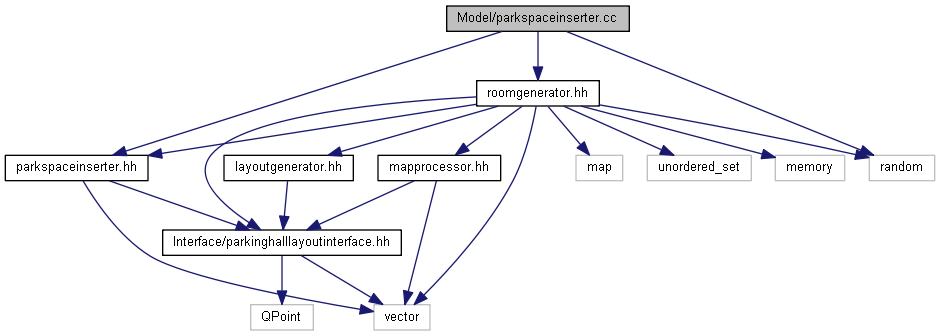 Model/parkspaceinserter.cc
roomgenerator.hh
parkspaceinserter.hh
layoutgenerator.hh
mapprocessor.hh
map
unordered_set
memory
random
Interface/parkinghalllayoutinterface.hh
QPoint
vector